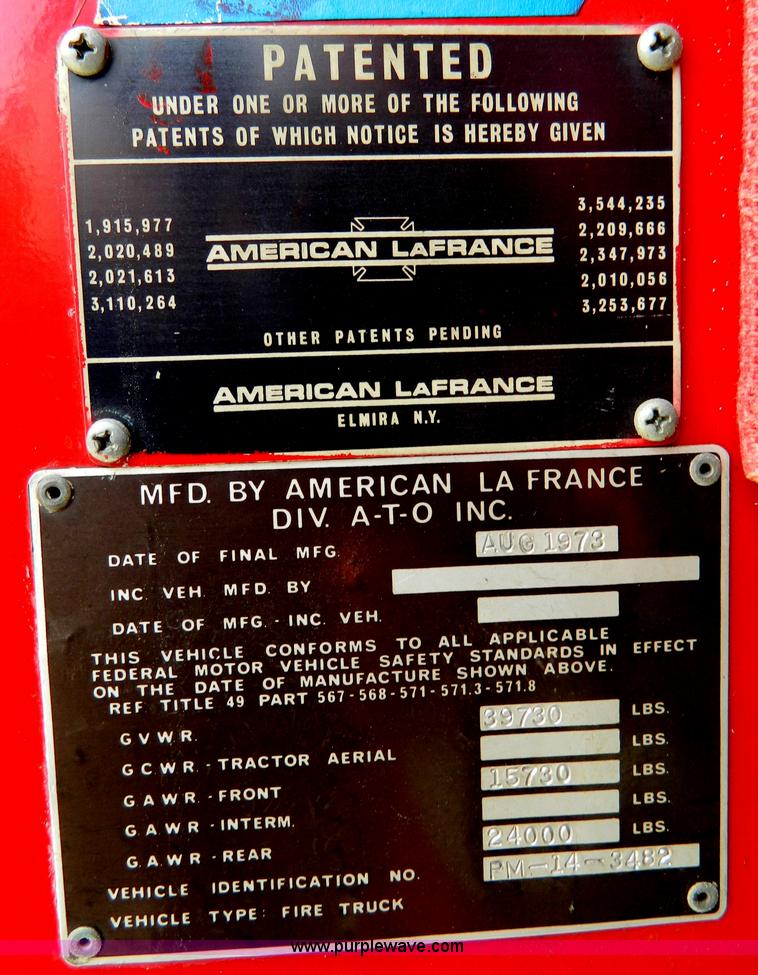 PATENTED
UNDER ONE OR MORE OF THE FOLLOWING
PATENTS OF WHICH NOTICE IS HEREBY GIVEN
1,915,977
2,020,489
2,021,613
3,110,264
AMERICAN LAFRANCE
3,544,235
2,209,666
2,347,973
2,010,056
3,253,677
OTHER PATENTS PENDING
AMERICAN LAFRANCE
ELMIRA N.Y.
MFD. BY AMERICAN LA FRANCE
DIV. A-T-O INC.
DATE OF FINAL MFG. AUG 1973
INC. VEH. MFD. BY
DATE OF MFG. - INC. VEH.
THIS VEHICLE CONFORMS TO ALL APPLICABLE
FEDERAL MOTOR VEHICLE SAFETY STANDARDS IN EFFECT
ON THE DATE OF MANUFACTURE SHOWN ABOVE.
REF TITLE 49 PART 567-568-571-571.3-571.8
G.V.W.R. 39730 LBS.
G.C.W.R. - TRACTOR AERIAL LBS.
G.A.W.R. - FRONT 15730 LBS.
G.A.W.R - INTERM. LBS.
G.A.W.R - REAR 24000 LBS.
VEHICLE IDENTIFICATION NO. PM-14-3482
VEHICLE TYPE: FIRE TRUCK
www.purplewave.com